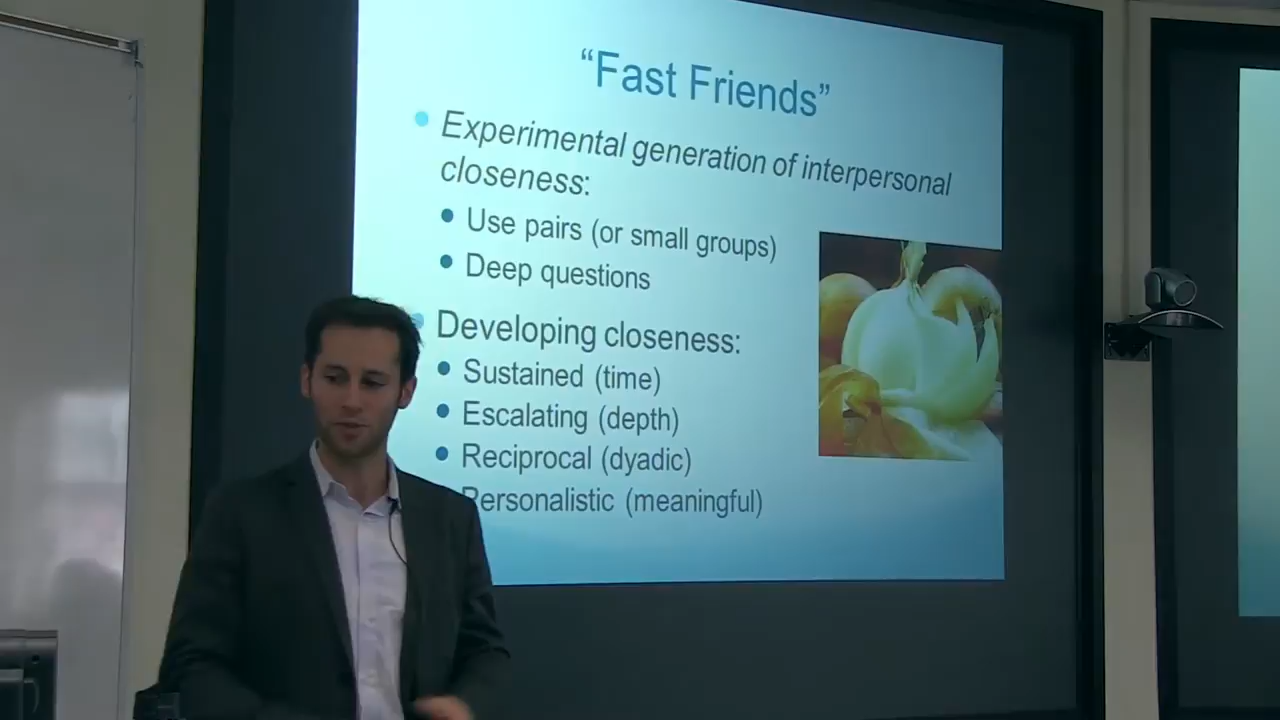 “Fast Friends”
Experimental generation of interpersonal
closeness:
Use pairs (or small groups)
Deep questions
Developing closeness:
Sustained (time)
Escalating (depth)
Reciprocal (dyadic)
Personalistic (meaningful)